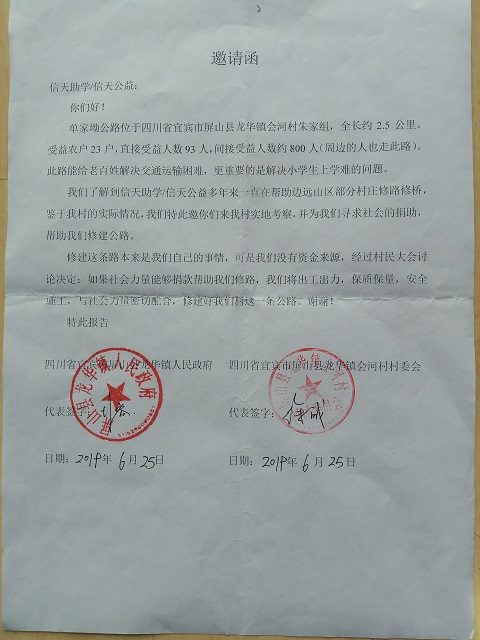 邀请函
信天助学/信天公益:
你们好!
单家坳公路位于四川省宜宾市屏山县龙华镇会河村朱家组,全长约 2.5 公里。
受益农户 23 户,直接受益人数 93 人,间接受益人数约 800 人(周边的人也走此路)。
此路能给老百姓解决交通运输困难,更重要的是解决小学生上学难的问题。
我们了解到信天助学/信天公益多年来一直在帮助边远山区部分村庄修路修桥,
鉴于我村的实际情况,我们特此邀你们来我村实地考察,并为我们寻求社会的捐助,
帮助我们修建公路。
修建这条路本来是我们自己的事情,可是我们没有资金来源,经过村民大会讨
论决定:如果社会力量能够捐款帮助我们修路,我们将出工出力,保质保量,安全
施工,与社会力量密切配合,修建好我们村这一条公路。谢谢!
特此报告
四川省宜宾市屏山县龙华镇人民政府 四川省宜宾市屏山县龙华镇会河村村委会
屏山县龙华镇人民政府
代表签字: 代表签字:
日期:2019年 6 月 25日 日期:2019年 6 月 25日